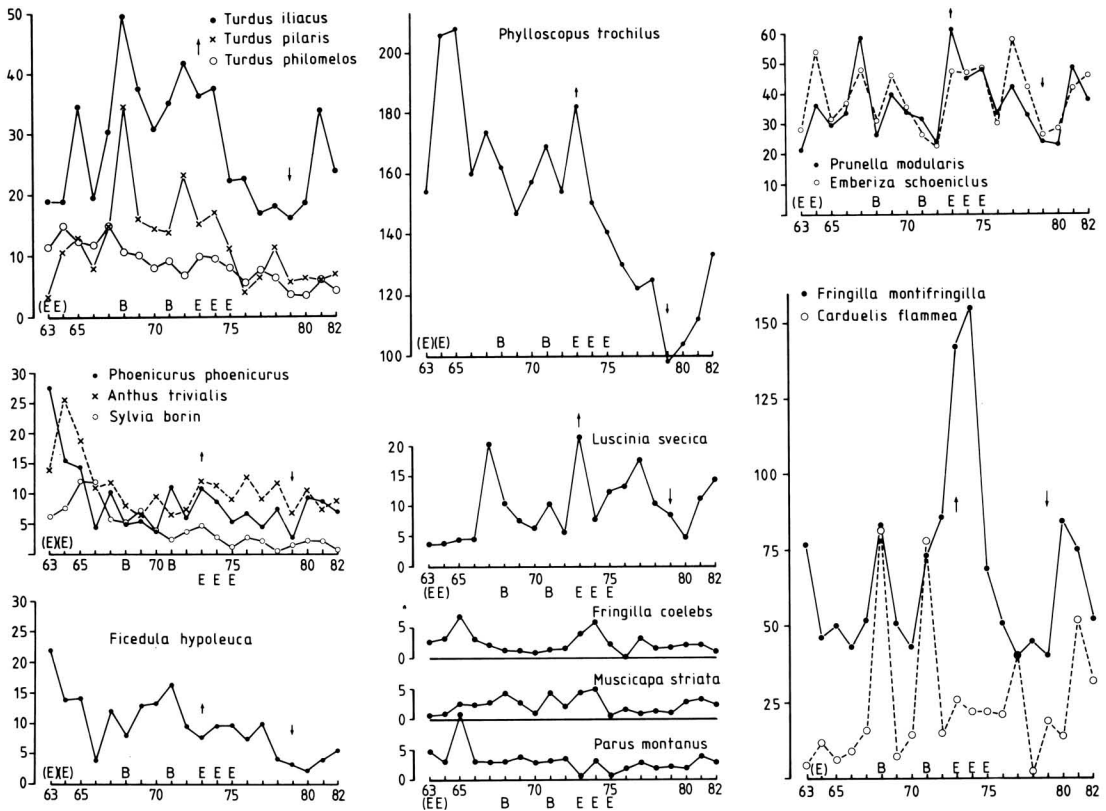 50
40
30
20
10
0
● Turdus iliacus
× Turdus pilaris
○ Turdus philomelos
(E E) B B E E E
63 65 70 75 82
200
180
160
140
120
100
Phylloscopus trochilus
(E)(E) B B E E E
63 65 70 75 80 82
60
50
40
30
20
10
0
● Prunella modularis
○ Emberiza schoeniclus
(E E) B B E E E
63 65 70 75 80 82
30
25
20
15
10
5
0
● Phoenicurus phoenicurus
× Anthus trivialis
○ Sylvia borin
(E)(E)
63 65 B 70 B 75 80 82
E E E
20
15
10
5
0
Luscinia svecica
63 65 70 75 80 82
(EE) B B E E E
150
125
100
75
50
25
● Fringilla montifringilla
○ Carduelis flammea
(E) B B E E E
63 65 70 75 80 82
25
20
15
10
5
0
Ficedula hypoleuca
(E)(E) B B E E E
63 65 70 75 80 82
Fringilla coelebs
5
0
Muscicapa striata
5
0
Parus montanus
5
0
63 65 70 75 80 82
(EE) B B E E E